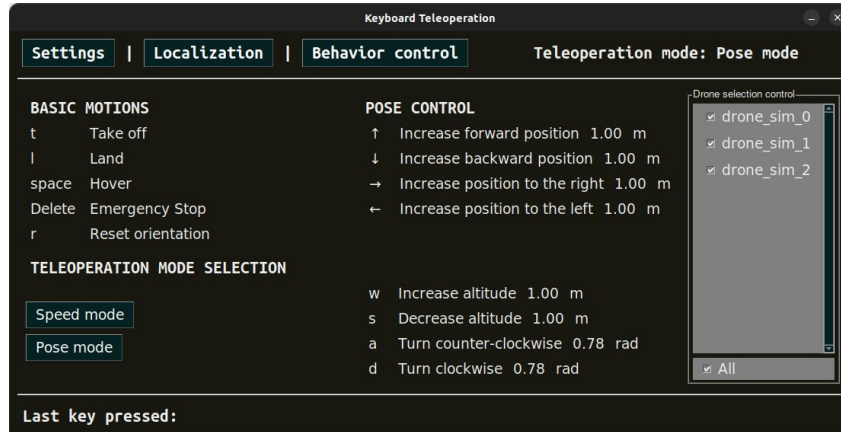 Keyboard Teleoperation
Settings | Localization | Behavior control Teleoperation mode: Pose mode
BASIC MOTIONS
t Take off
l Land
space Hover
Delete Emergency Stop
r Reset orientation
TELEOPERATION MODE SELECTION
Speed mode
Pose mode
POSE CONTROL
↑ Increase forward position 1.00 m
↓ Increase backward position 1.00 m
→ Increase position to the right 1.00 m
← Increase position to the left 1.00 m
w Increase altitude 1.00 m
s Decrease altitude 1.00 m
a Turn counter-clockwise 0.78 rad
d Turn clockwise 0.78 rad
Drone selection control
drone_sim_0
drone_sim_1
drone_sim_2
All
Last key pressed: